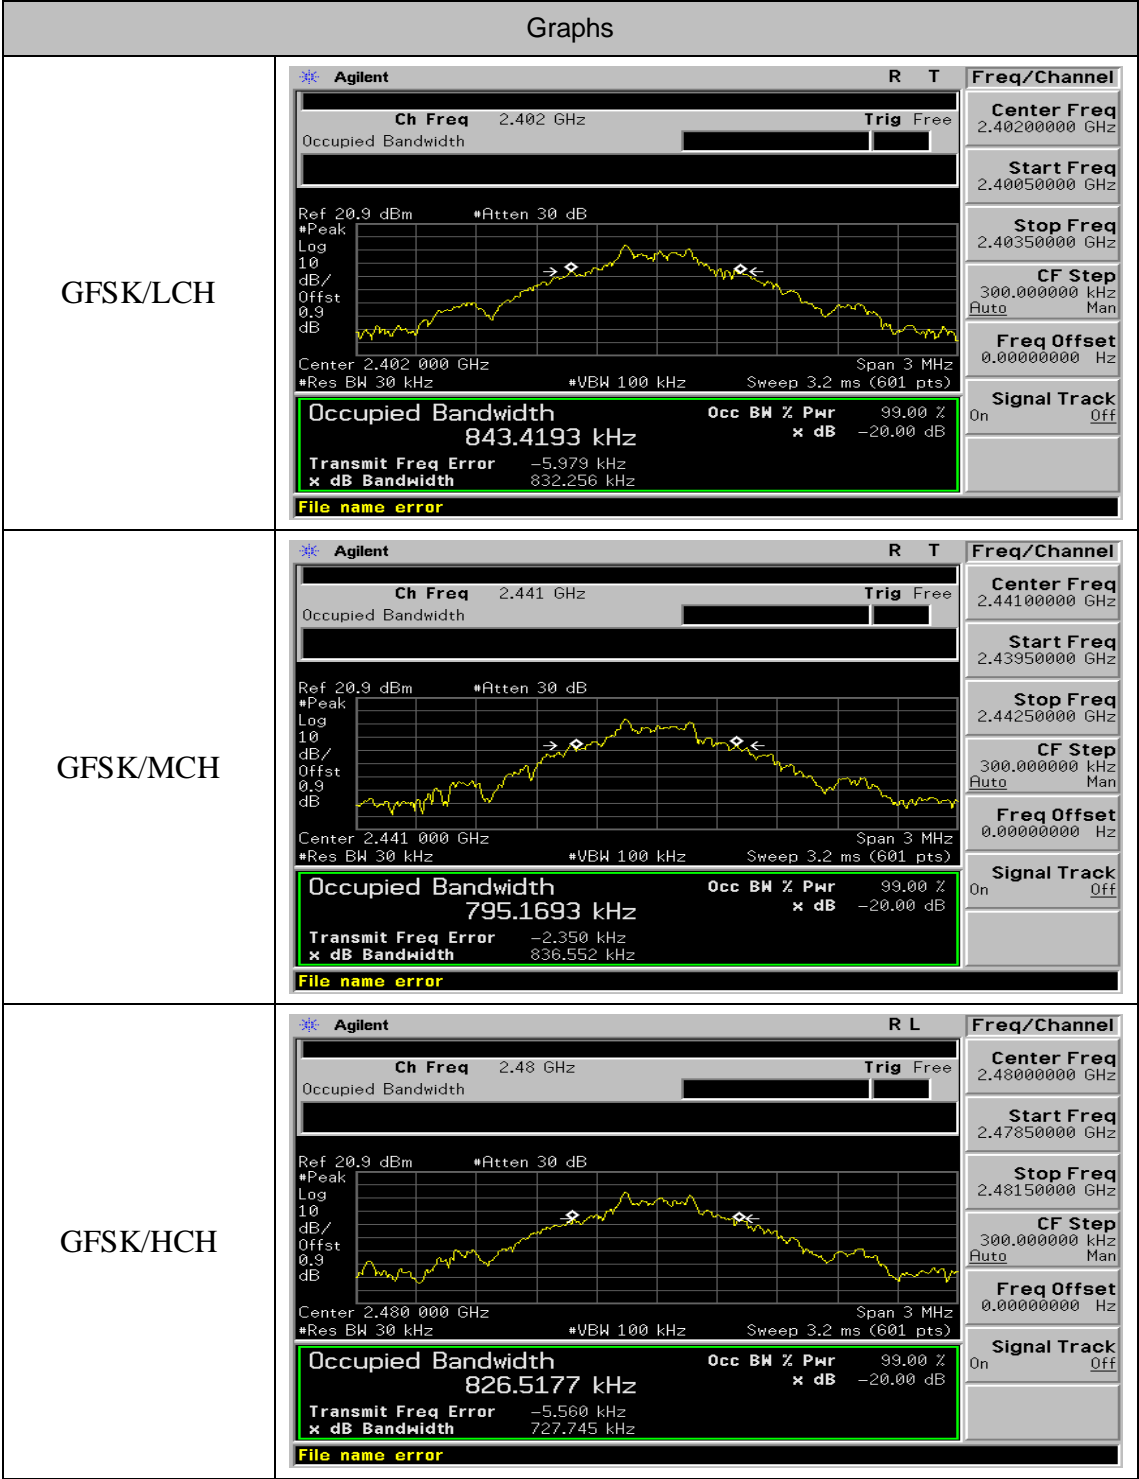 Graphs
GFSK/LCH
Agilent R T Freq/Channel
Ch Freq 2.402 GHz Trig Free
Occupied Bandwidth
Center Freq
2.40200000 GHz
Start Freq
2.40050000 GHz
Stop Freq
2.40350000 GHz
CF Step
300.000000 kHz
Auto Man
Freq Offset
0.00000000 Hz
Signal Track
On Off
Ref 20.9 dBm #Atten 30 dB
#Peak
Log
10
dB/
Offst
0.9
dB
Center 2.402 000 GHz Span 3 MHz
#Res BW 30 kHz #VBW 100 kHz Sweep 3.2 ms (601 pts)
Occupied Bandwidth Occ BW % Pwr 99.00 %
843.4193 kHz x dB -20.00 dB
Transmit Freq Error -5.979 kHz
x dB Bandwidth 832.256 kHz
File name error
GFSK/MCH
Agilent R T Freq/Channel
Ch Freq 2.441 GHz Trig Free
Occupied Bandwidth
Center Freq
2.44100000 GHz
Start Freq
2.43950000 GHz
Stop Freq
2.44250000 GHz
CF Step
300.000000 kHz
Auto Man
Freq Offset
0.00000000 Hz
Signal Track
On Off
Ref 20.9 dBm #Atten 30 dB
#Peak
Log
10
dB/
Offst
0.9
dB
Center 2.441 000 GHz Span 3 MHz
#Res BW 30 kHz #VBW 100 kHz Sweep 3.2 ms (601 pts)
Occupied Bandwidth Occ BW % Pwr 99.00 %
795.1693 kHz x dB -20.00 dB
Transmit Freq Error -2.350 kHz
x dB Bandwidth 836.552 kHz
File name error
GFSK/HCH
Agilent R L Freq/Channel
Ch Freq 2.48 GHz Trig Free
Occupied Bandwidth
Center Freq
2.48000000 GHz
Start Freq
2.47850000 GHz
Stop Freq
2.48150000 GHz
CF Step
300.000000 kHz
Auto Man
Freq Offset
0.00000000 Hz
Signal Track
On Off
Ref 20.9 dBm #Atten 30 dB
#Peak
Log
10
dB/
Offst
0.9
dB
Center 2.480 000 GHz Span 3 MHz
#Res BW 30 kHz #VBW 100 kHz Sweep 3.2 ms (601 pts)
Occupied Bandwidth Occ BW % Pwr 99.00 %
826.5177 kHz x dB -20.00 dB
Transmit Freq Error -5.560 kHz
x dB Bandwidth 727.745 kHz
File name error